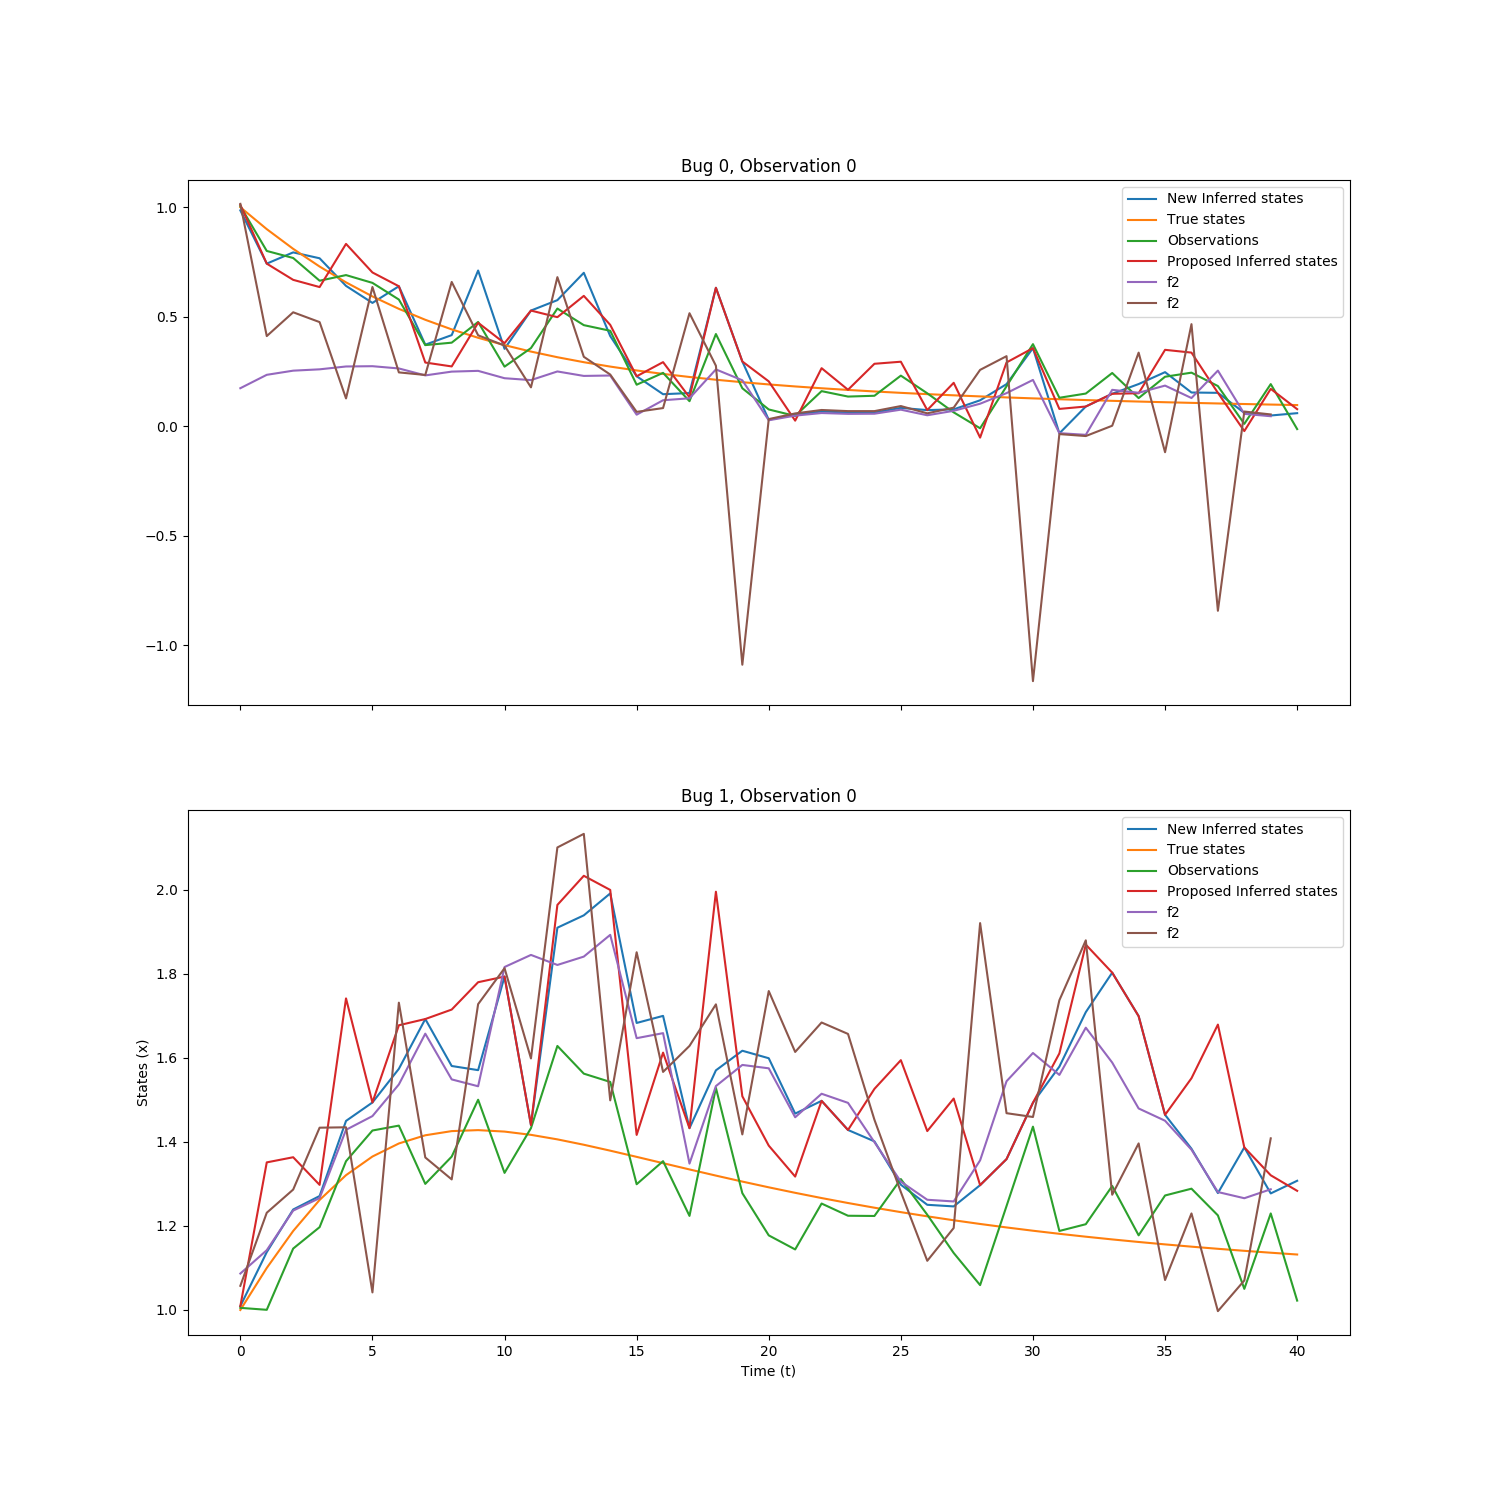 Bug 0, Observation 0
New Inferred states
True states
Observations
Proposed Inferred states
f2
f2
1.0
0.5
0.0
−0.5
−1.0
Bug 1, Observation 0
New Inferred states
True states
Observations
Proposed Inferred states
f2
f2
2.0
1.8
1.6
1.4
1.2
1.0
States (x)
0 5 10 15 20 25 30 35 40
Time (t)